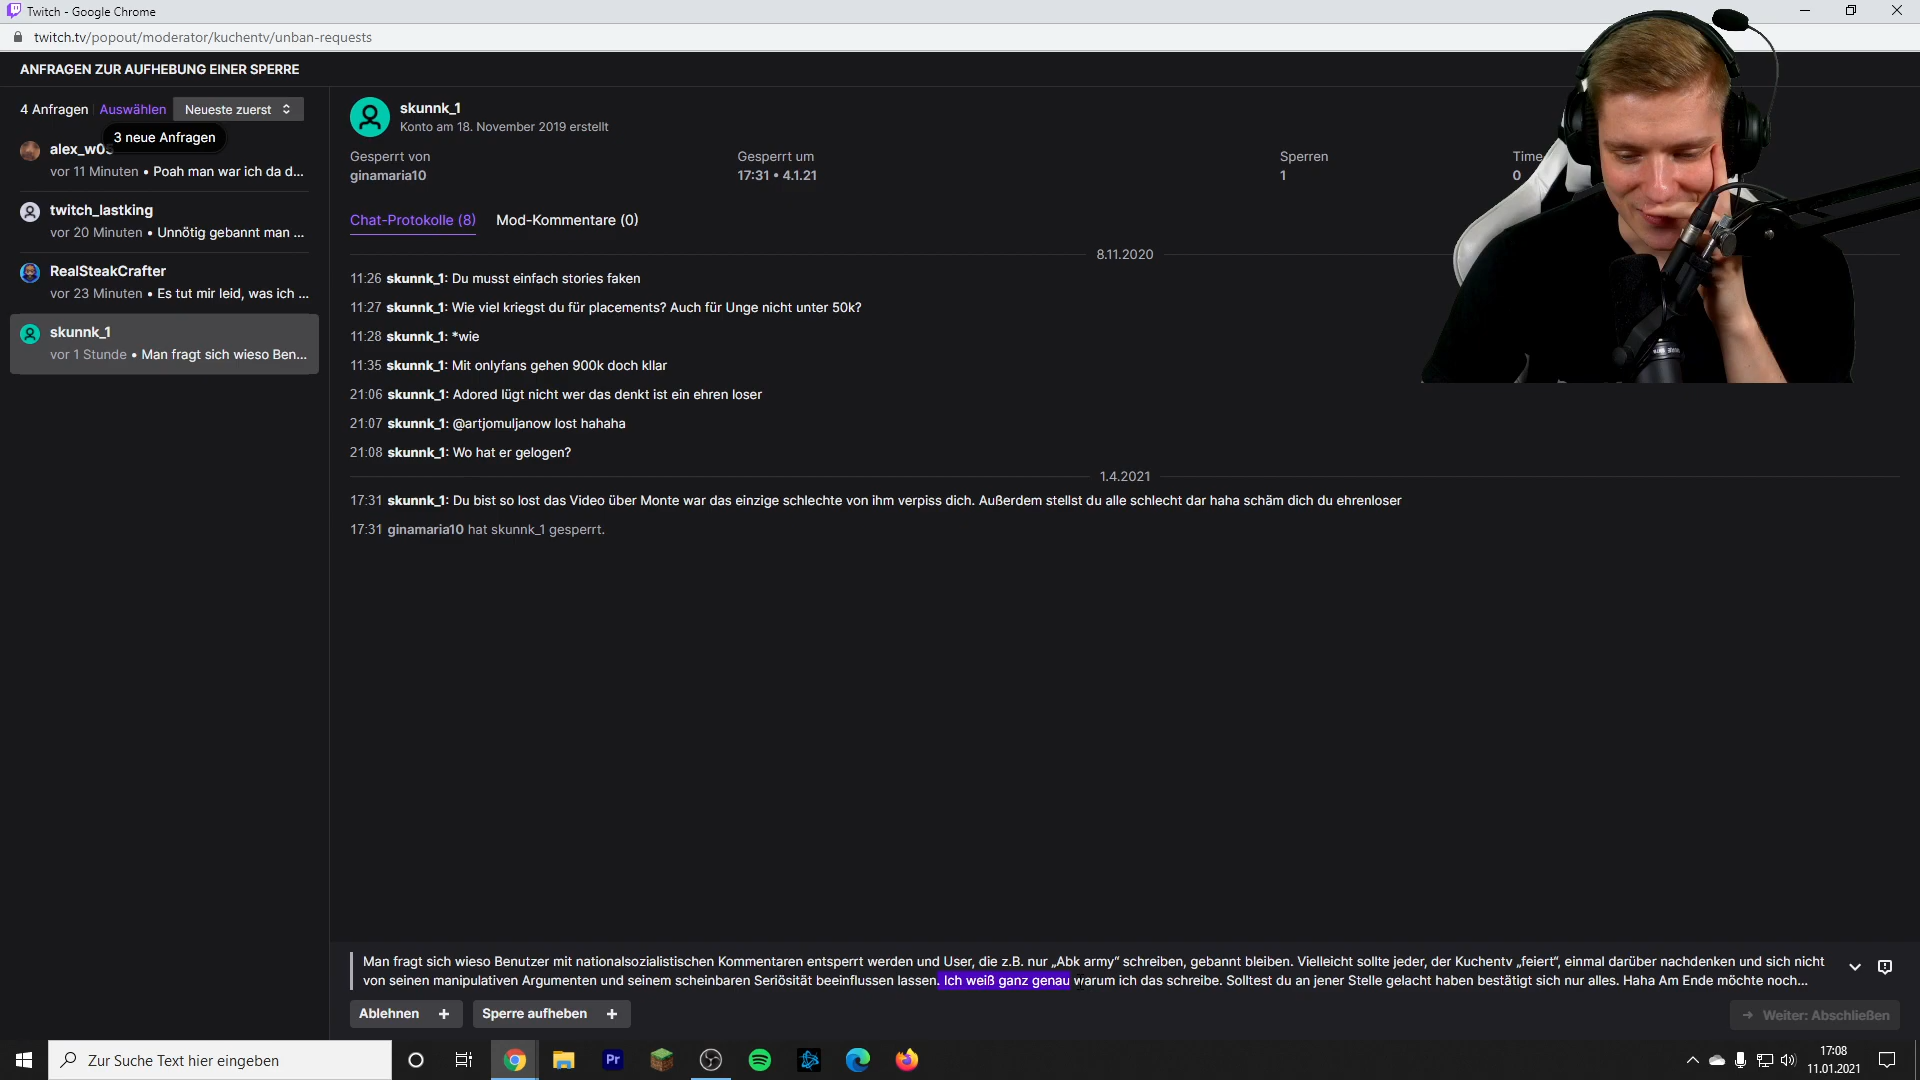 Twitch - Google Chrome
twitch.tv/popout/moderator/kuchentv/unban-requests
ANFRAGEN ZUR AUFHEBUNG EINER SPERRE
4 Anfragen Auswählen Neueste zuerst
3 neue Anfragen
alex_w05
vor 11 Minuten • Poah man war ich da d...
twitch_lastking
vor 20 Minuten • Unnötig gebannt man ...
RealSteakCrafter
vor 23 Minuten • Es tut mir leid, was ich ...
skunnk_1
vor 1 Stunde • Man fragt sich wieso Ben...
skunnk_1
Konto am 18. November 2019 erstellt
Gesperrt von
ginamaria10
Gesperrt um
17:31 • 4.1.21
Sperren
1
Time
0
Chat-Protokolle (8) Mod-Kommentare (0)
8.11.2020
11:26 skunnk_1: Du musst einfach stories faken
11:27 skunnk_1: Wie viel kriegst du für placements? Auch für Unge nicht unter 50k?
11:28 skunnk_1: *wie
11:35 skunnk_1: Mit onlyfans gehen 900k doch kllar
21:06 skunnk_1: Adored lügt nicht wer das denkt ist ein ehren loser
21:07 skunnk_1: @artjomuljanow lost hahaha
21:08 skunnk_1: Wo hat er gelogen?
1.4.2021
17:31 skunnk_1: Du bist so lost das Video über Monte war das einzige schlechte von ihm verpiss dich. Außerdem stellst du alle schlecht dar haha schäm dich du ehrenloser
17:31 ginamaria10 hat skunnk_1 gesperrt.
Man fragt sich wieso Benutzer mit nationalsozialistischen Kommentaren entsperrt werden und User, die z.B. nur „Abk army“ schreiben, gebannt bleiben. Vielleicht sollte jeder, der Kuchentv „feiert“, einmal darüber nachdenken und sich nicht
von seinen manipulativen Argumenten und seinem scheinbaren Seriösität beeinflussen lassen. Ich weiß ganz genau warum ich das schreibe. Solltest du an jener Stelle gelacht haben bestätigt sich nur alles. Haha Am Ende möchte noch...
Ablehnen + Sperre aufheben +
→ Weiter: Abschließen
Zur Suche Text hier eingeben
Pr
17:08
11.01.2021